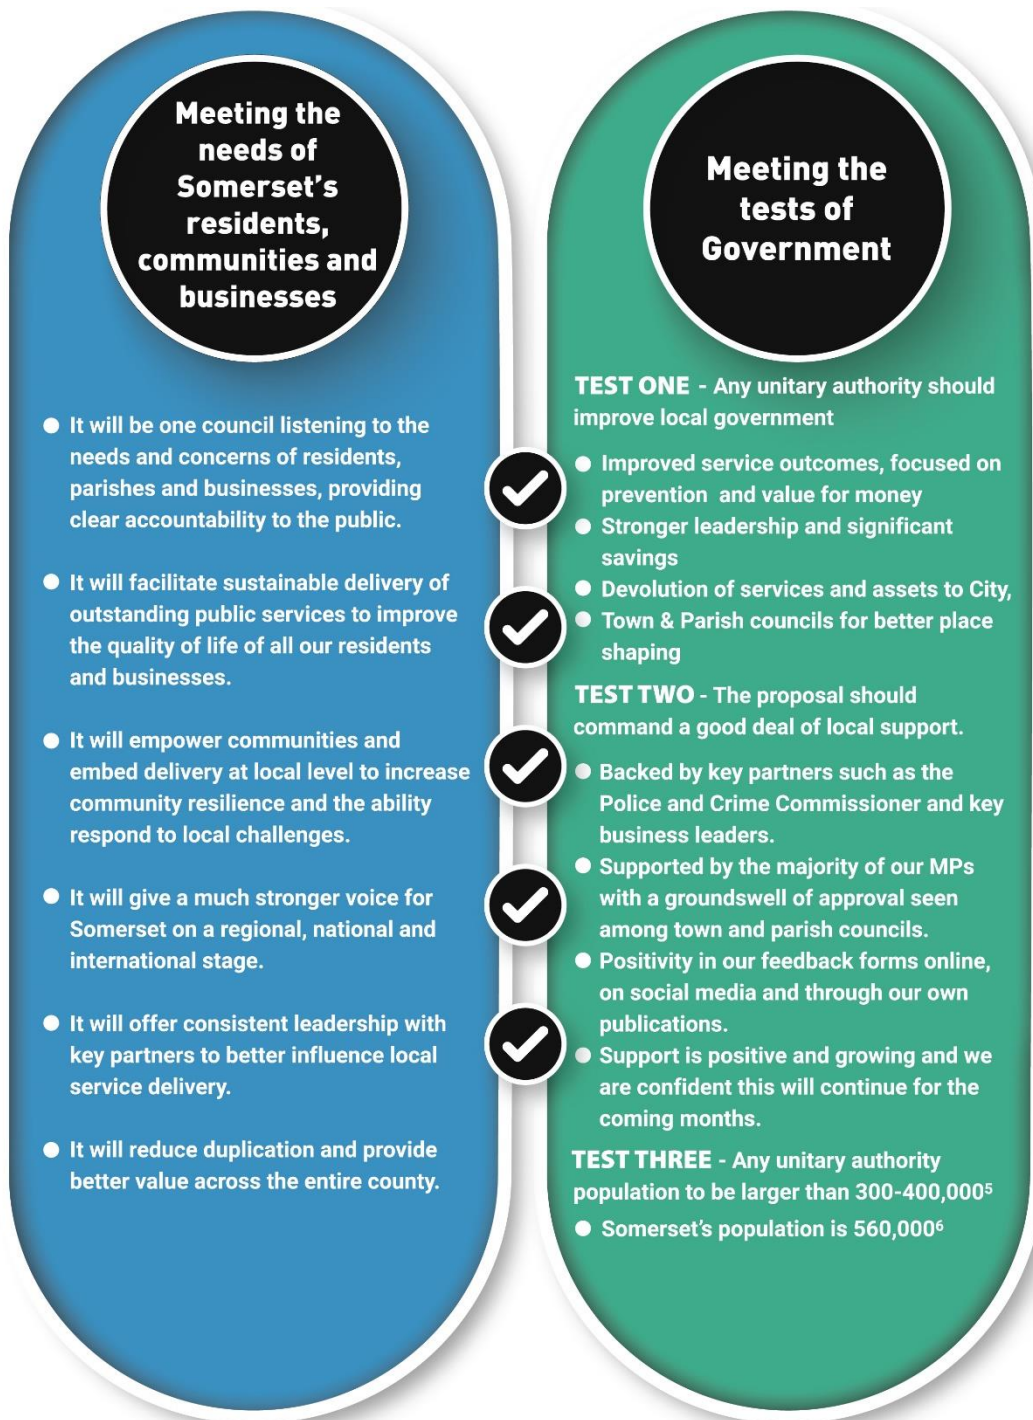 Meeting the
needs of
Somerset's
residents,
communities and
businesses
● It will be one council listening to the
needs and concerns of residents,
parishes and businesses, providing
clear accountability to the public.
● It will facilitate sustainable delivery of
outstanding public services to improve
the quality of life of all our residents
and businesses.
● It will empower communities and
embed delivery at local level to increase
community resilience and the ability
respond to local challenges.
● It will give a much stronger voice for
Somerset on a regional, national and
international stage.
● It will offer consistent leadership with
key partners to better influence local
service delivery.
● It will reduce duplication and provide
better value across the entire county.
Meeting the
tests of
Government
TEST ONE - Any unitary authority should
improve local government
● Improved service outcomes, focused on
prevention and value for money
● Stronger leadership and significant
savings
● Devolution of services and assets to City,
● Town & Parish councils for better place
shaping
TEST TWO - The proposal should
command a good deal of local support.
● Backed by key partners such as the
Police and Crime Commissioner and key
business leaders.
● Supported by the majority of our MPs
with a groundswell of approval seen
among town and parish councils.
● Positivity in our feedback forms online,
on social media and through our own
publications.
● Support is positive and growing and we
are confident this will continue for the
coming months.
TEST THREE - Any unitary authority
population to be larger than 300-400,000⁵
● Somerset's population is 560,000⁶